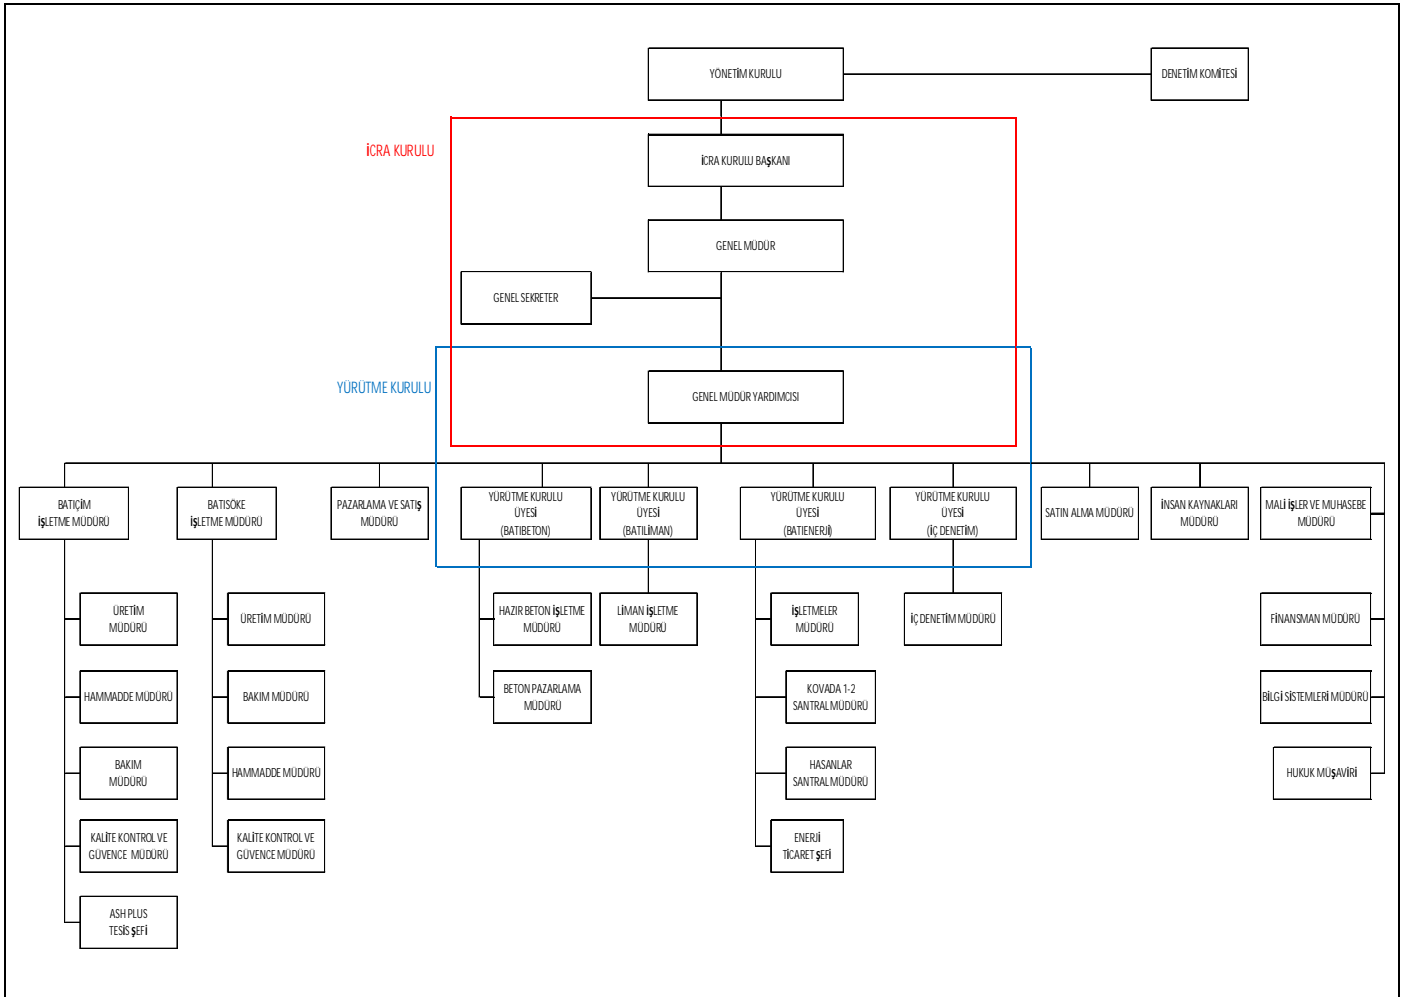 YÖNETİM KURULU
DENETİM KOMİTESİ
İCRA KURULU
İCRA KURULU BAŞKANI
GENEL MÜDÜR
GENEL SEKRETER
YÜRÜTME KURULU
GENEL MÜDÜR YARDIMCISI
BATIÇİM
İŞLETME MÜDÜRÜ
BATISÖKE
İŞLETME MÜDÜRÜ
PAZARLAMA VE SATIŞ
MÜDÜRÜ
YÜRÜTME KURULU
ÜYESİ
(BATIBETON)
YÜRÜTME KURULU
ÜYESİ
(BATILİMAN)
YÜRÜTME KURULU
ÜYESİ
(BATIENERJİ)
YÜRÜTME KURULU
ÜYESİ
(İÇ DENETİM)
SATIN ALMA MÜDÜRÜ
İNSAN KAYNAKLARI
MÜDÜRÜ
MALİ İŞLER VE MUHASEBE
MÜDÜRÜ
ÜRETİM
MÜDÜRÜ
ÜRETİM MÜDÜRÜ
HAZIR BETON İŞLETME
MÜDÜRÜ
LİMAN İŞLETME
MÜDÜRÜ
İŞLETMELER
MÜDÜRÜ
İÇ DENETİM MÜDÜRÜ
FİNANSMAN MÜDÜRÜ
HAMMADDE MÜDÜRÜ
BAKIM MÜDÜRÜ
BETON PAZARLAMA
MÜDÜRÜ
KOVADA 1-2
SANTRAL MÜDÜRÜ
BİLGİ SİSTEMLERİ MÜDÜRÜ
BAKIM
MÜDÜRÜ
HAMMADDE MÜDÜRÜ
HASANLAR
SANTRAL MÜDÜRÜ
HUKUK MÜŞAVİRİ
KALİTE KONTROL VE
GÜVENCE MÜDÜRÜ
KALİTE KONTROL VE
GÜVENCE MÜDÜRÜ
ENERJİ
TİCARET ŞEFİ
ASH PLUS
TESİS ŞEFİ